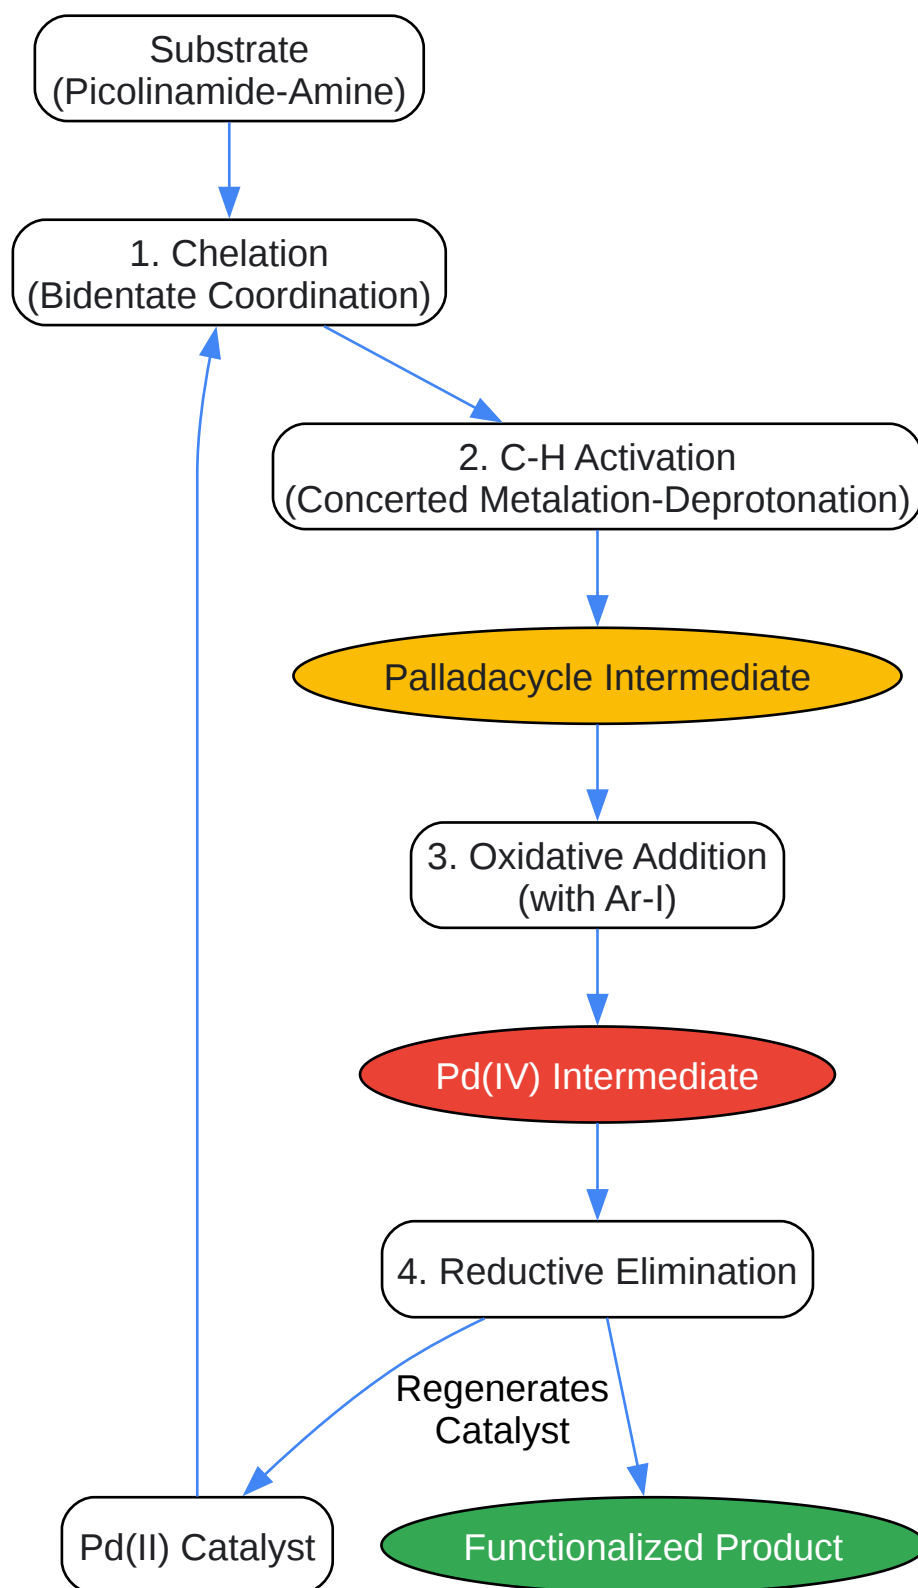 Substrate
(Picolinamide-Amine)
1. Chelation
(Bidentate Coordination)
2. C-H Activation
(Concerted Metalation-Deprotonation)
Palladacycle Intermediate
3. Oxidative Addition
(with Ar-I)
Pd(IV) Intermediate
4. Reductive Elimination
Regenerates
Catalyst
Pd(II) Catalyst
Functionalized Product